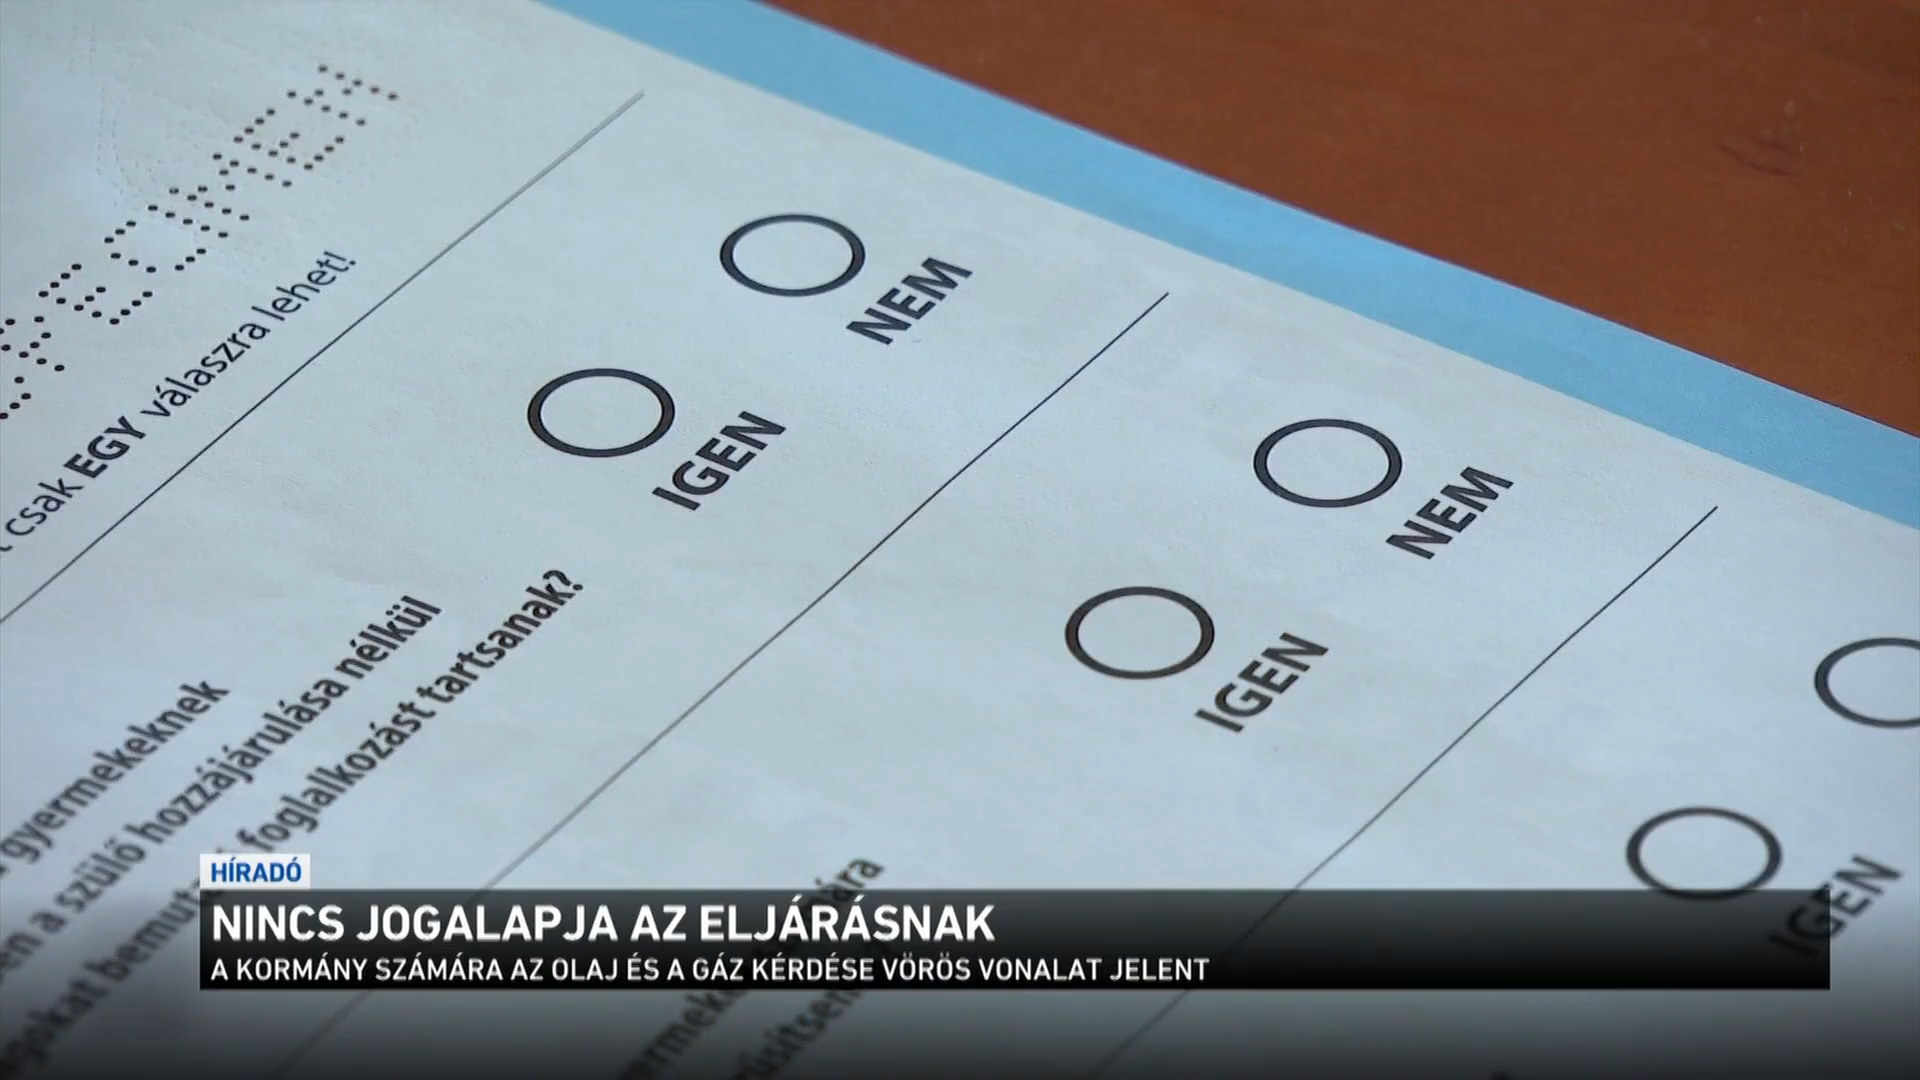 SPECIMEN
csak EGY válaszra lehet!
NEM
IGEN
gyermekeknek
a szülő hozzájárulása nélkül
foglalkozást tartsanak?
NEM
IGEN
IGEN
HÍRADÓ
NINCS JOGALAPJA AZ ELJÁRÁSNAK
A KORMÁNY SZÁMÁRA AZ OLAJ ÉS A GÁZ KÉRDÉSE VÖRÖS VONALAT JELENT